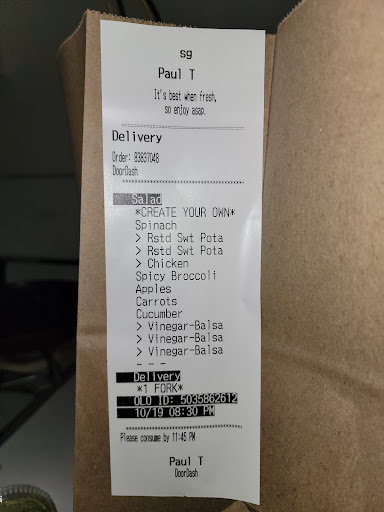 sg
Paul T
It's best when fresh,
so enjoy asap.
Delivery
Order: 83837048
DoorDash
Salad
*CREATE YOUR OWN*
Spinach
> Rstd Swt Pota
> Rstd Swt Pota
> Chicken
Spicy Broccoli
Apples
Carrots
Cucumber
> Vinegar-Balsa
> Vinegar-Balsa
> Vinegar-Balsa
- - -
Delivery
*1 FORK*
OLO ID: 5035862612
10/19 08:30 PM
Please consume by 11:45 PM
Paul T
DoorDash